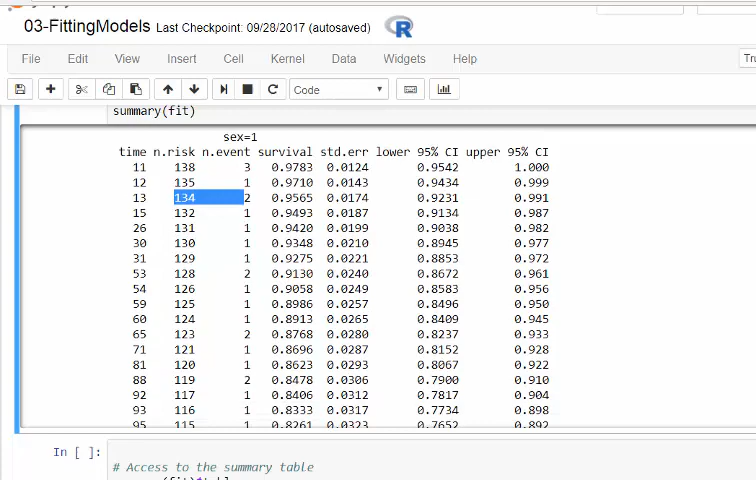 03-FittingModels Last Checkpoint: 09/28/2017 (autosaved) R
File Edit View Insert Cell Kernel Data Widgets Help
Code
summary(fit)
sex=1
time n.risk n.event survival std.err lower 95% CI upper 95% CI
11 138 3 0.9783 0.0124 0.9542 1.000
12 135 1 0.9710 0.0143 0.9434 0.999
13 134 2 0.9565 0.0174 0.9231 0.991
15 132 1 0.9493 0.0187 0.9134 0.987
26 131 1 0.9420 0.0199 0.9038 0.982
30 130 1 0.9348 0.0210 0.8945 0.977
31 129 1 0.9275 0.0221 0.8853 0.972
53 128 2 0.9130 0.0240 0.8672 0.961
54 126 1 0.9058 0.0249 0.8583 0.956
59 125 1 0.8986 0.0257 0.8496 0.950
60 124 1 0.8913 0.0265 0.8409 0.945
65 123 2 0.8768 0.0280 0.8237 0.933
71 121 1 0.8696 0.0287 0.8152 0.928
81 120 1 0.8623 0.0293 0.8067 0.922
88 119 2 0.8478 0.0306 0.7900 0.910
92 117 1 0.8406 0.0312 0.7817 0.904
93 116 1 0.8333 0.0317 0.7734 0.898
95 115 1 0.8261 0.0323 0.7652 0.892
In [ ]:
# Access to the summary table